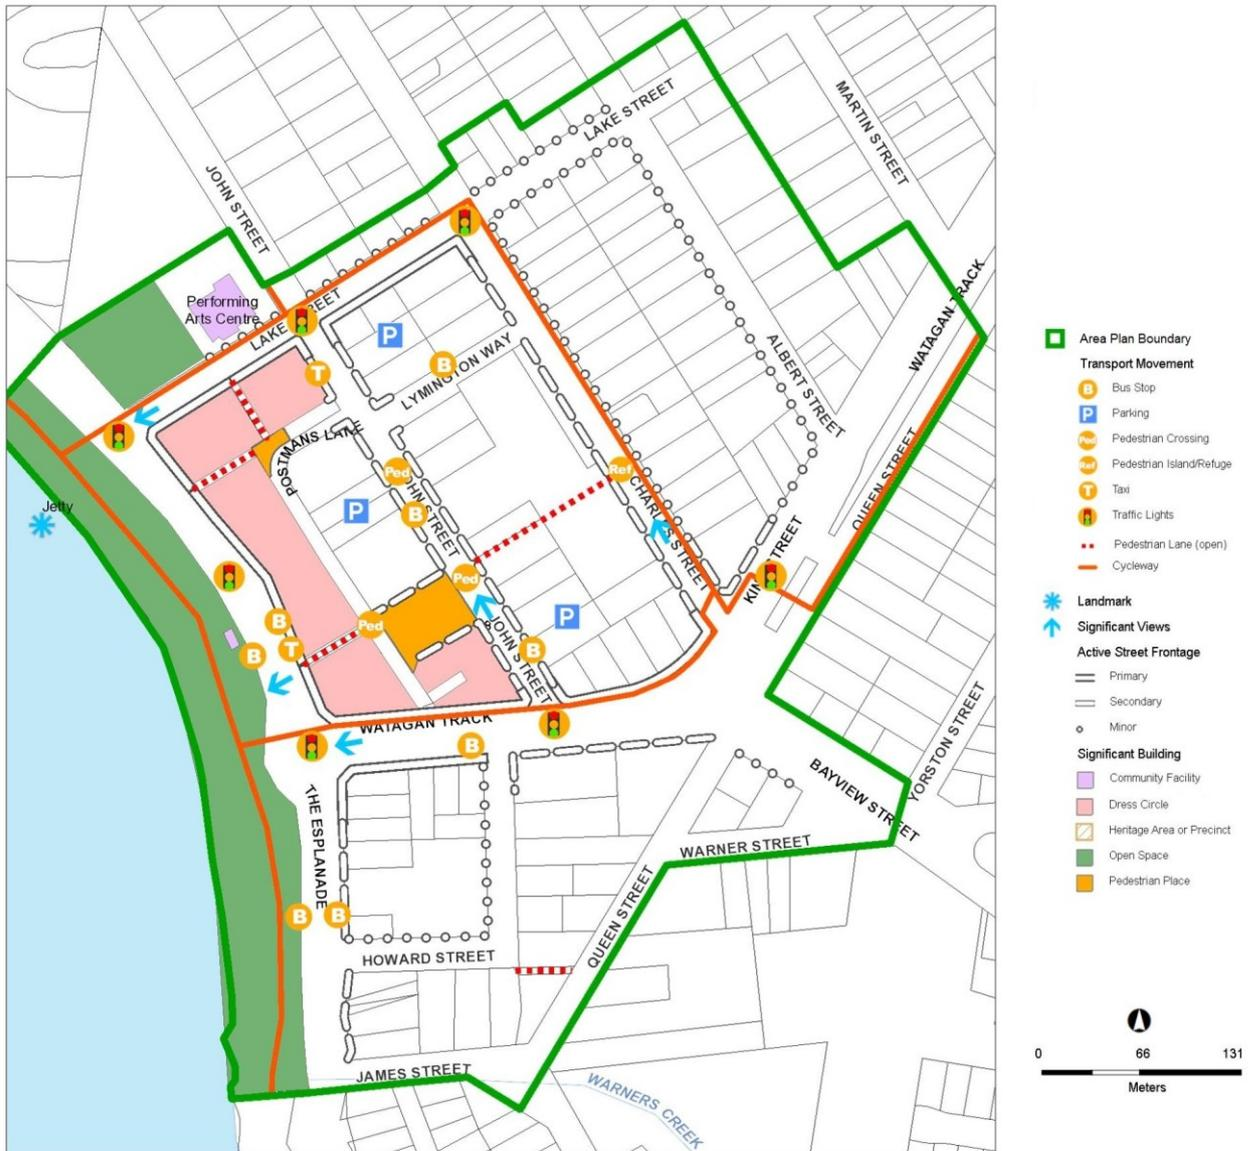 LAKE STREET
MARTIN STREET
JOHN STREET
WATAGAN TRACK
Performing
Arts Centre
LAKE STREET
LYMINGTON WAY
ALBERT STREET
P
B
T
POSTMANS LANE
Ped
Ref
QUEEN STREET
Jetty
P
B
JOHN STREET
CHARLES STREET
KING STREET
Ped
B
Ped
P
B
T
B
JOHN STREET
WATAGAN TRACK
B
YORSTON STREET
BAYVIEW STREET
THE ESPLANADE
WARNER STREET
B
B
QUEEN STREET
HOWARD STREET
JAMES STREET
WARNERS CREEK
Area Plan Boundary
Transport Movement
B Bus Stop
P Parking
Ped Pedestrian Crossing
Ref Pedestrian Island/Refuge
T Taxi
Traffic Lights
Pedestrian Lane (open)
Cycleway
Landmark
Significant Views
Active Street Frontage
Primary
Secondary
Minor
Significant Building
Community Facility
Dress Circle
Heritage Area or Precinct
Open Space
Pedestrian Place
0 66 131
Meters